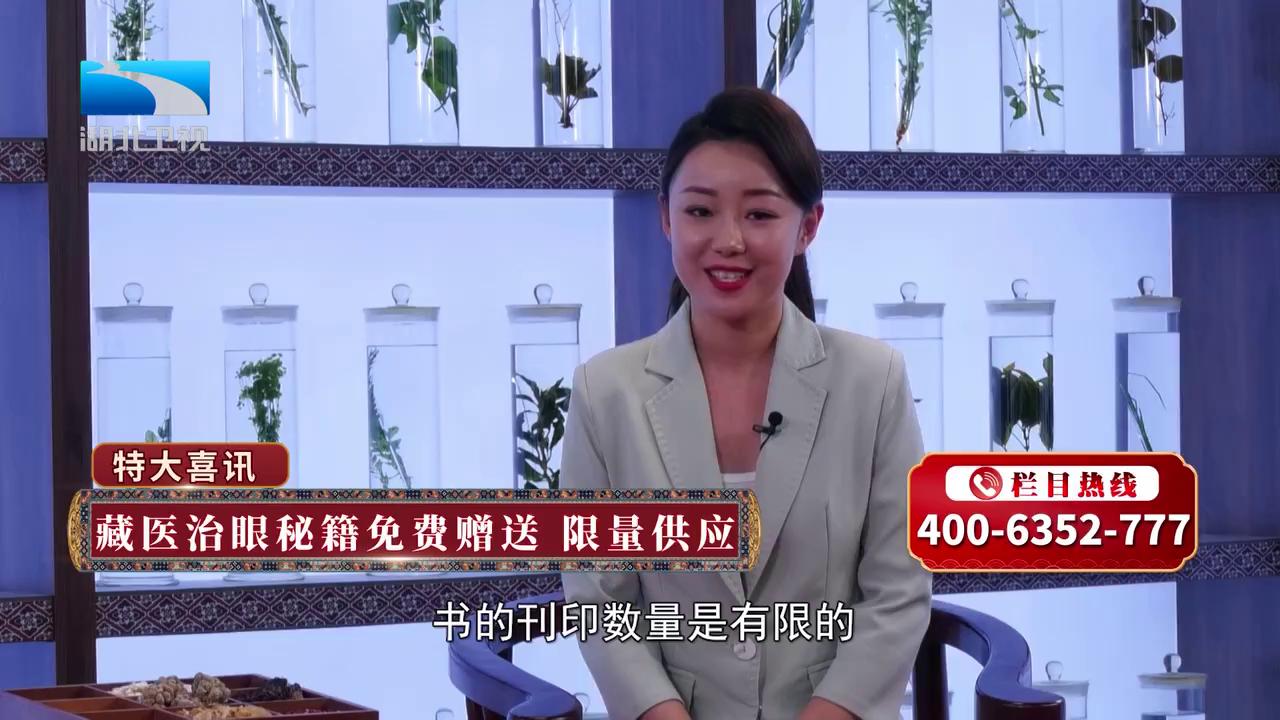 湖北卫视
特大喜讯
藏医治眼秘籍免费赠送 限量供应
栏目热线
400-6352-777
书的刊印数量是有限的